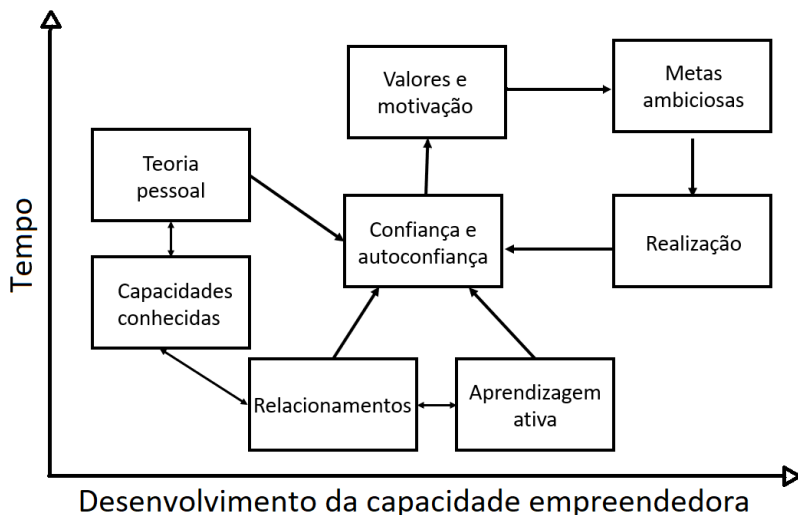 Tempo
Valores e
motivação
Metas
ambiciosas
Teoria
pessoal
Confiança e
autoconfiança
Realização
Capacidades
conhecidas
Relacionamentos
Aprendizagem
ativa
Desenvolvimento da capacidade empreendedora